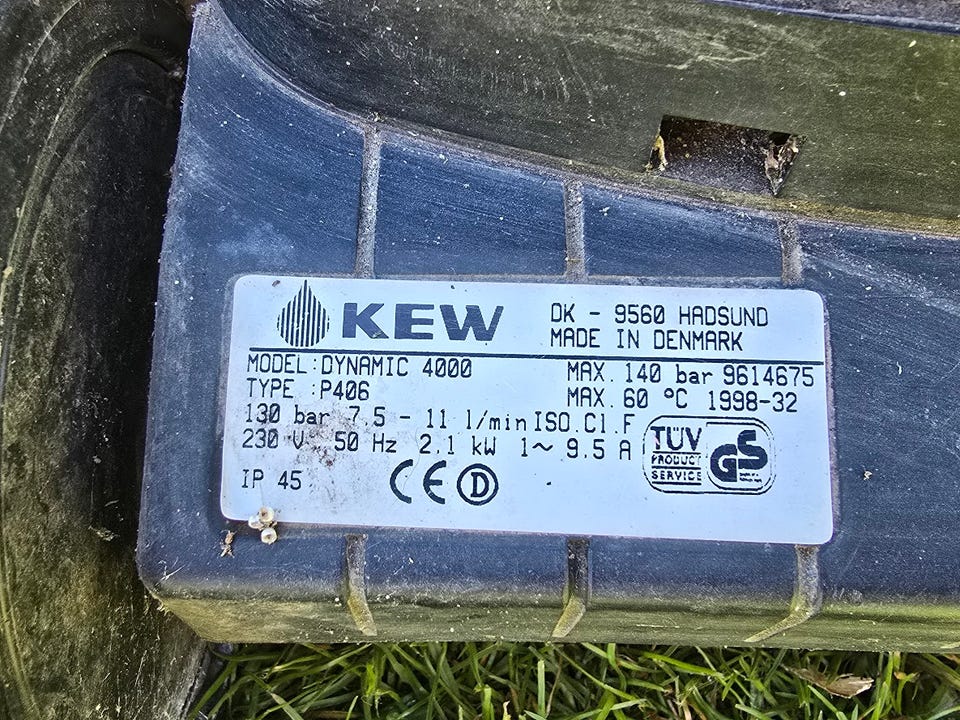 KEW
DK - 9560 HADSUND
MADE IN DENMARK
MODEL:DYNAMIC 4000 MAX. 140 bar 9614675
TYPE :P406 MAX. 60 °C 1998-32
130 bar 7.5 - 11 l/min ISO.Cl.F
230 V 50 Hz 2.1 kW 1~ 9.5 A
IP 45 CE D
TÜV
PRODUCT
SERVICE
GS